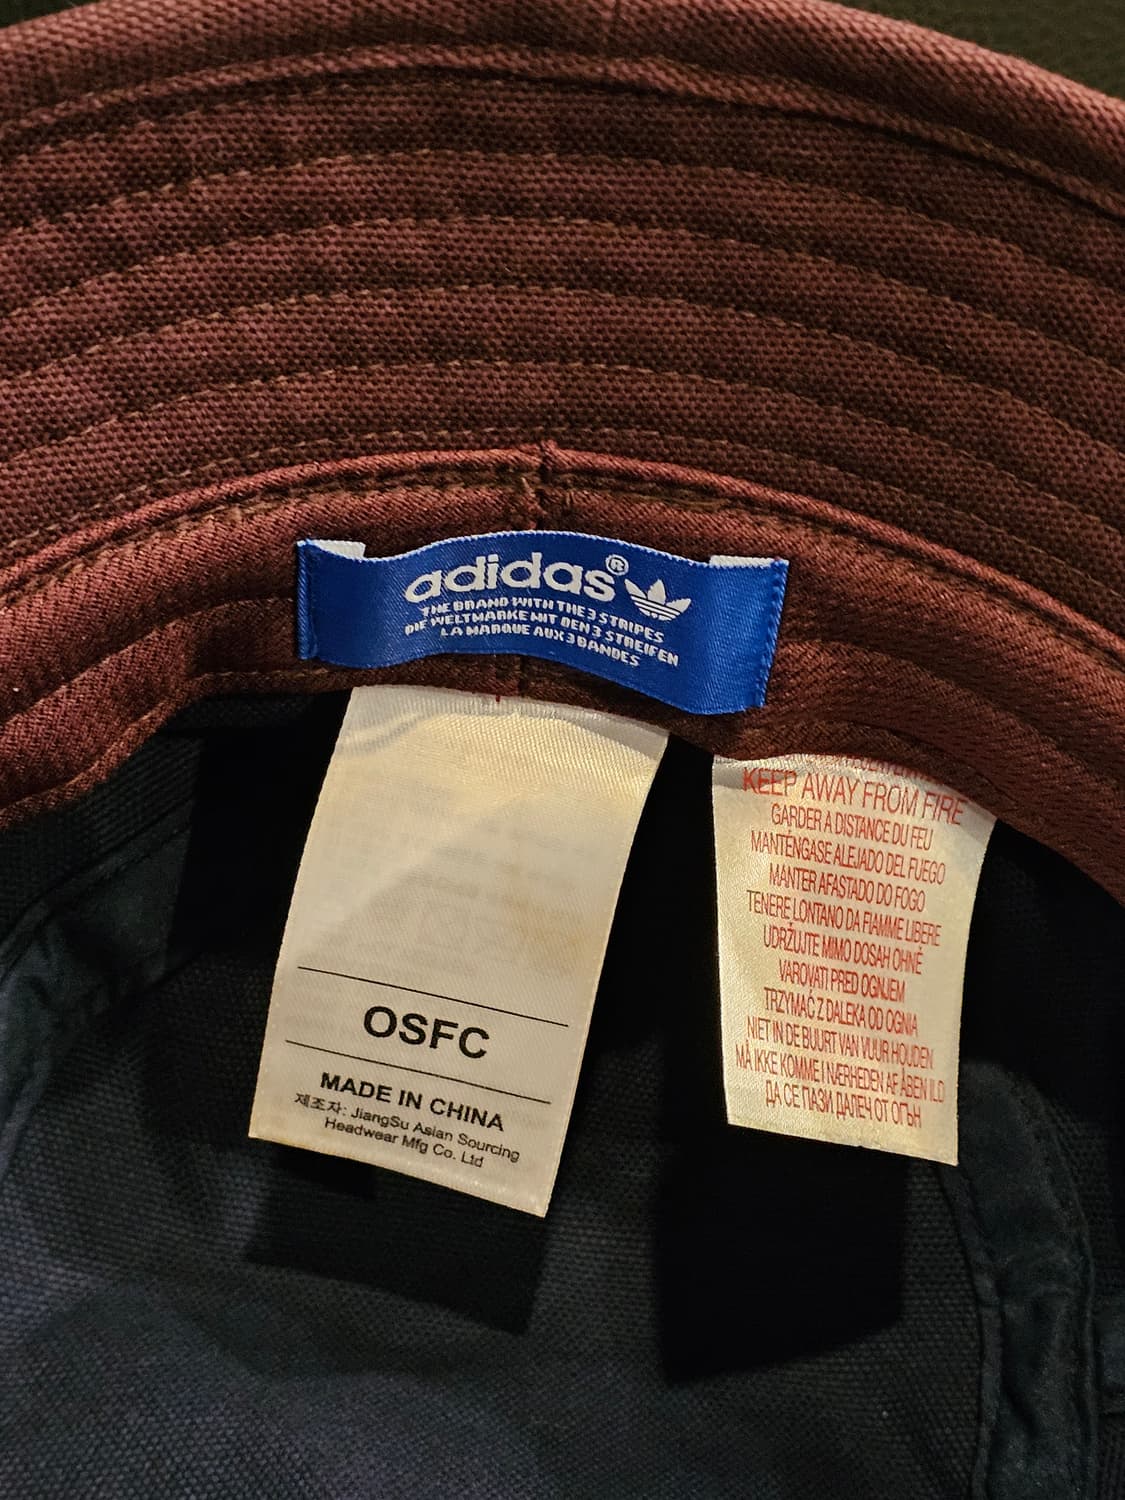 adidas®
THE BRAND WITH THE 3 STRIPES
DIE WELTMARKE MIT DEN 3 STREIFEN
LA MARQUE AUX 3 BANDES
OSFC
MADE IN CHINA
제조자: JiangSu Asian Sourcing
Headwear Mfg Co. Ltd
KEEP AWAY FROM FIRE
GARDER A DISTANCE DU FEU
MANTÉNGASE ALEJADO DEL FUEGO
MANTER AFASTADO DO FOGO
TENERE LONTANO DA FIAMME LIBERE
UDRŽUJTE MIMO DOSAH OHNĚ
VAROVATI PRED OGNJEM
TRZYMAĆ Z DALEKA OD OGNIA
NIET IN DE BUURT VAN VUUR HOUDEN
MÅ IKKE KOMME I NÆRHEDEN AF ÅBEN ILD
ДА СЕ ПАЗИ ДАЛЕЧ ОТ ОГЪН